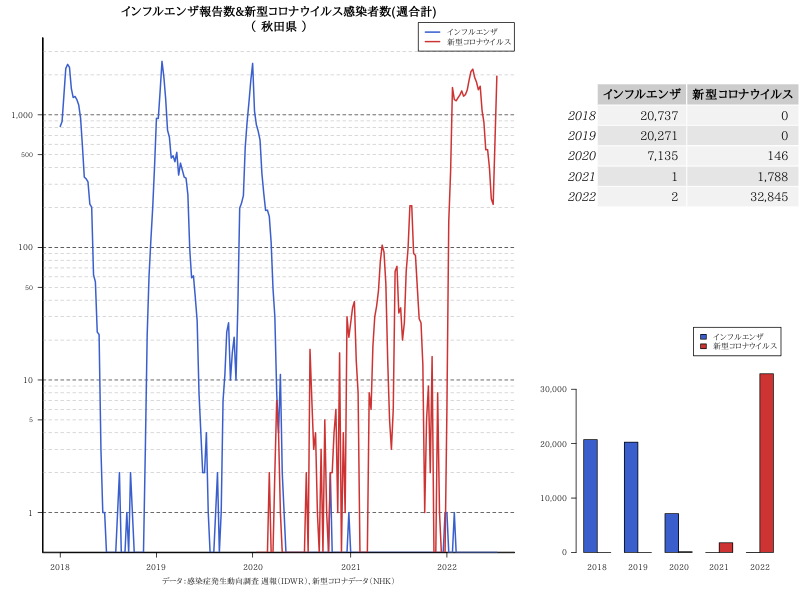 インフルエンザ報告数&新型コロナウイルス感染者数(週合計)
( 秋田県 )
インフルエンザ
新型コロナウイルス
1,000
500
100
50
10
5
1
2018 2019 2020 2021 2022
データ:感染症発生動向調査 週報(IDWR)、新型コロナデータ(NHK)
インフルエンザ 新型コロナウイルス
2018 20,737 0
2019 20,271 0
2020 7,135 146
2021 1 1,788
2022 2 32,845
インフルエンザ
新型コロナウイルス
30,000
20,000
10,000
0
2018 2019 2020 2021 2022